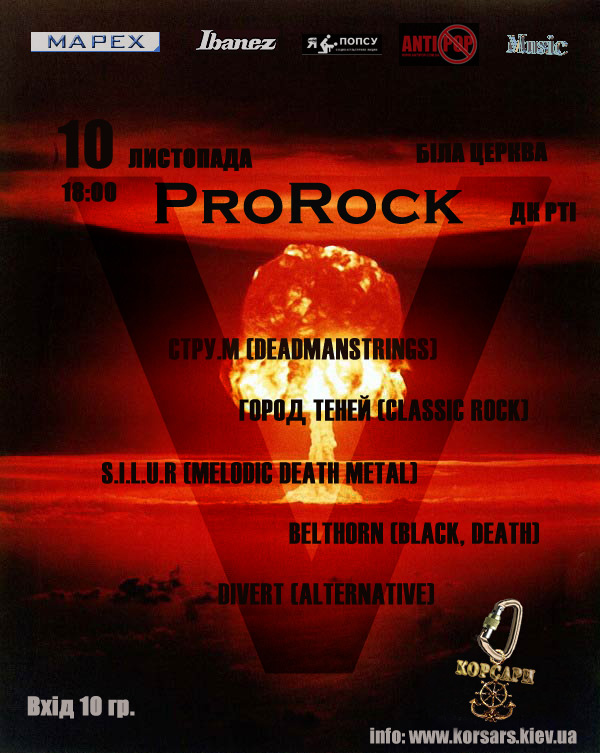 MAPEX
Ibanez
Я ПОПСУ
ANTI POP
Music
10 ЛИСТОПАДА
БІЛА ЦЕРКВА
18:00
PROROCK
ДК РТІ
V
СТРУ.М (DEADMANSTRINGS)
ГОРОД ТЕНЕЙ (CLASSIC ROCK)
S.I.L.U.R (MELODIC DEATH METAL)
BELTHORN (BLACK, DEATH)
DIVERT (ALTERNATIVE)
КОРСАРИ
Вхід 10 гр.
info: www.korsars.kiev.ua